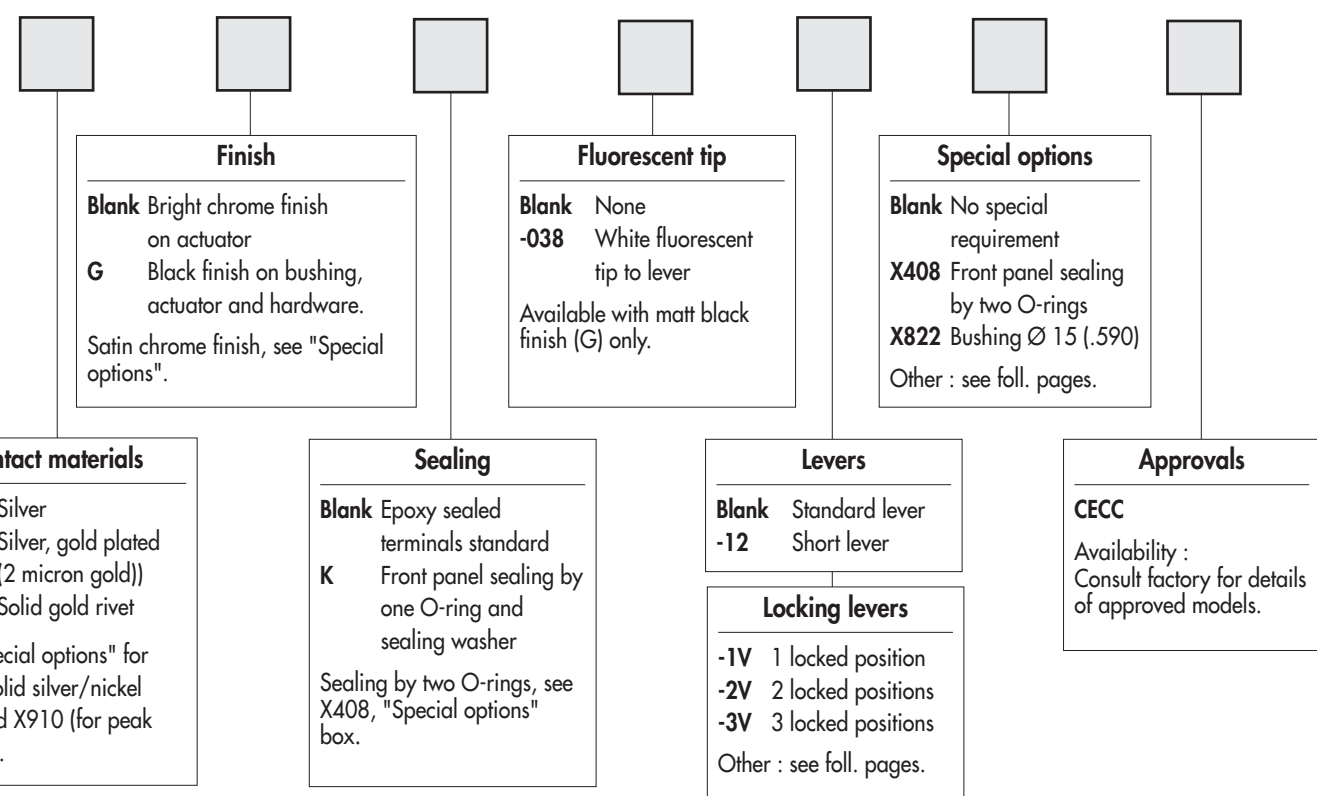 Finish
Blank Bright chrome finish
on actuator
G Black finish on bushing,
actuator and hardware.
Satin chrome finish, see "Special
options".
Fluorescent tip
Blank None
-038 White fluorescent
tip to lever
Available with matt black
finish (G) only.
Special options
Blank No special
requirement
X408 Front panel sealing
by two O-rings
X822 Bushing Ø 15 (.590)
Other : see foll. pages.
materials
Silver
Silver, gold plated
(2 micron gold))
Solid gold rivet
options" for
silver/nickel
X910 (for peak
.
Sealing
Blank Epoxy sealed
terminals standard
K Front panel sealing by
one O-ring and
sealing washer
Sealing by two O-rings, see
X408, "Special options"
box.
Levers
Blank Standard lever
-12 Short lever
Locking levers
-1V 1 locked position
-2V 2 locked positions
-3V 3 locked positions
Other : see foll. pages.
Approvals
CECC
Availability :
Consult factory for details
of approved models.